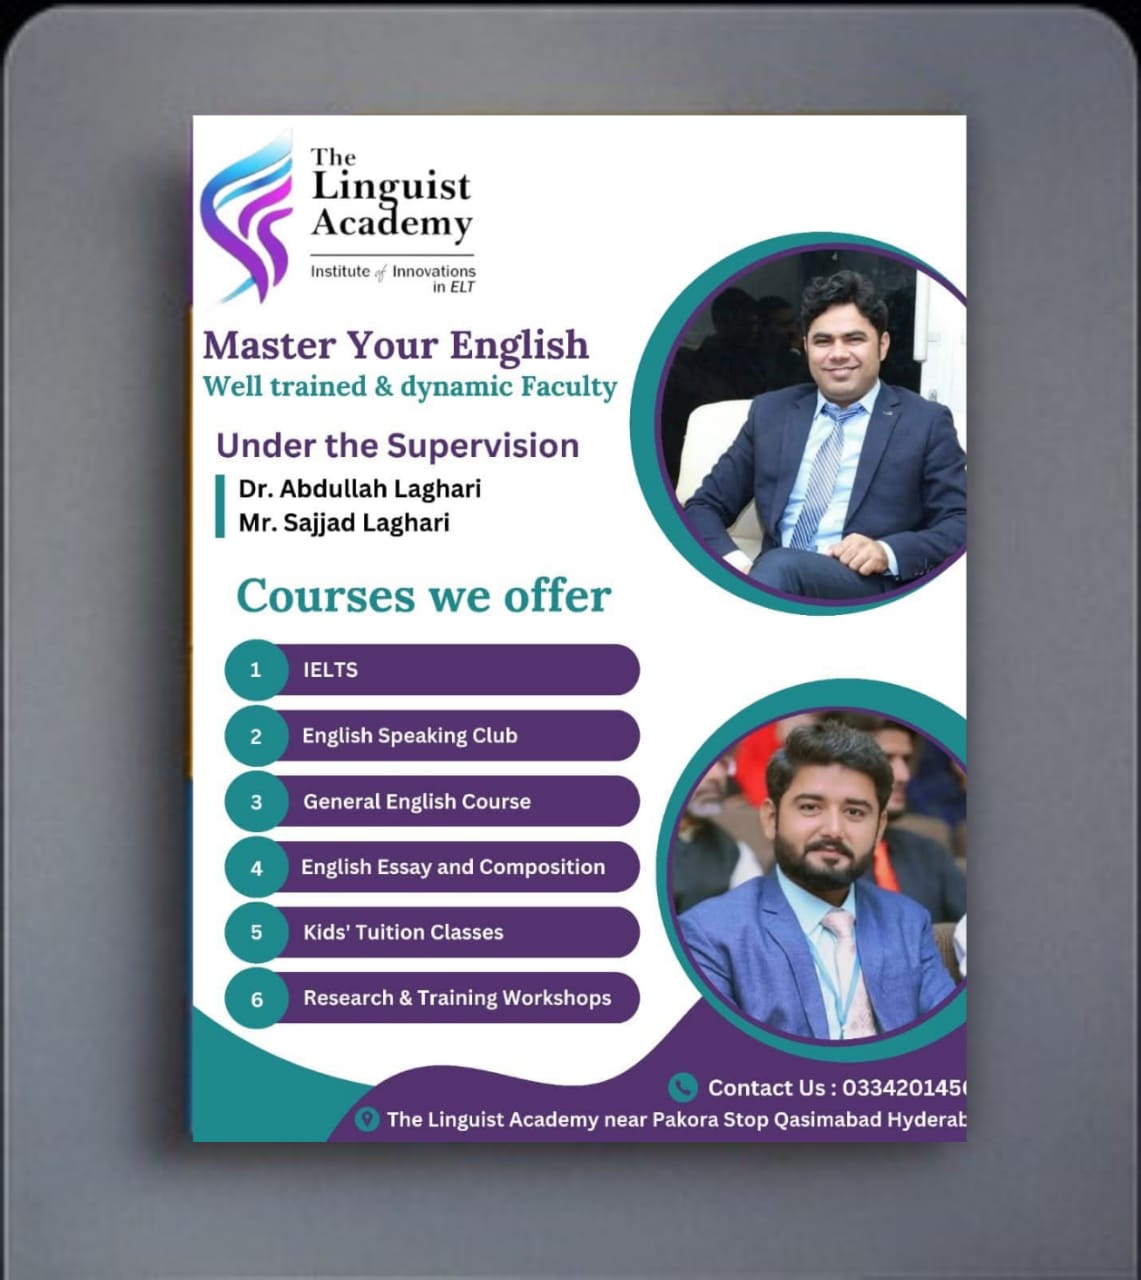 The
Linguist
Academy
Institute of Innovations
in ELT
Master Your English
Well trained & dynamic Faculty
Under the Supervision
Dr. Abdullah Laghari
Mr. Sajjad Laghari
Courses we offer
1 IELTS
2 English Speaking Club
3 General English Course
4 English Essay and Composition
5 Kids' Tuition Classes
6 Research & Training Workshops
Contact Us : 0334201456
The Linguist Academy near Pakora Stop Qasimabad